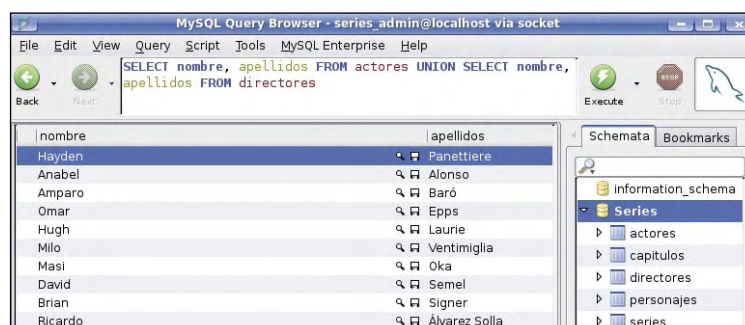 MySQL Query Browser - series_admin@localhost via socket
File Edit View Query Script Tools MySQL Enterprise Help
SELECT nombre, apellidos FROM actores UNION SELECT nombre,
apellidos FROM directores
Back Next Execute Stop
STOP
nombre apellidos
Schemata Bookmarks
Hayden Panettiere
Anabel Alonso
Amparo Baró
Omar Epps
Hugh Laurie
Milo Ventimiglia
Masi Oka
David Semel
Brian Signer
Ricardo Álvarez Solla
information_schema
Series
actores
capitulos
directores
personajes
series